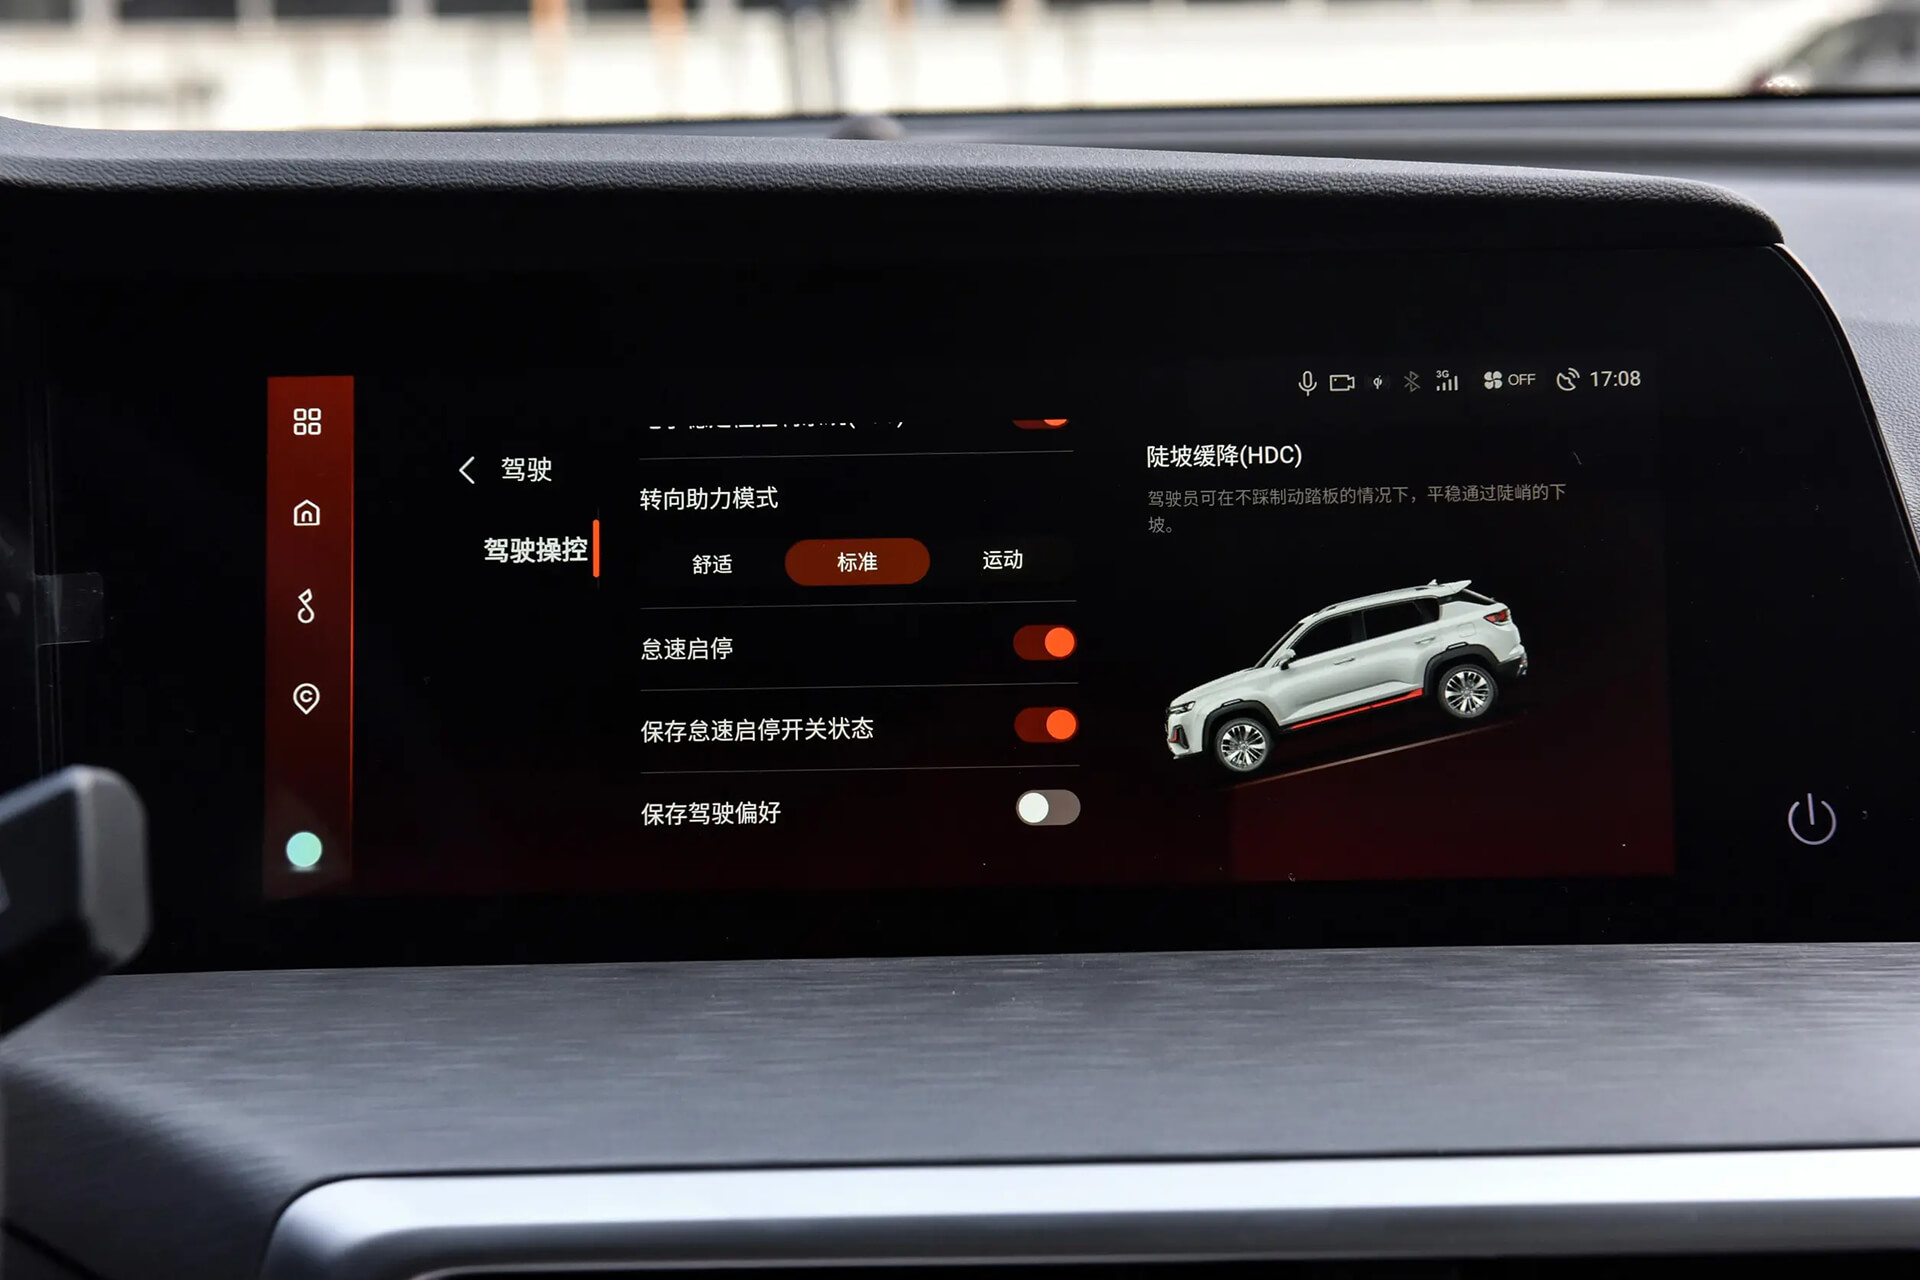 3G
OFF
17:08
驾驶
驾驶操控
转向助力模式
舒适
标准
运动
怠速启停
保存怠速启停开关状态
保存驾驶偏好
陡坡缓降(HDC)
驾驶员可在不踩制动踏板的情况下，平稳通过陡峭的下
坡。